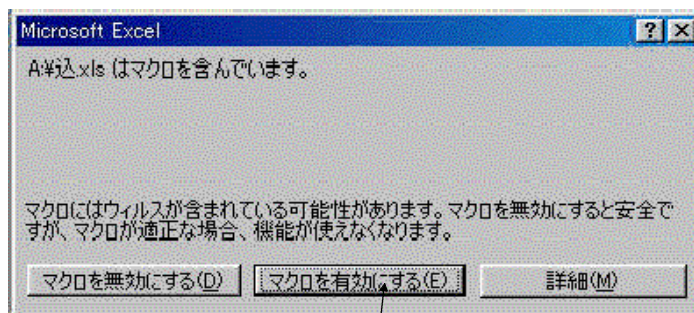 Microsoft Excel
A:¥込.xls はマクロを含んでいます。
マクロにはウィルスが含まれている可能性があります。マクロを無効にすると安全で
すが、マクロが適正な場合、機能が使えなくなります。
マクロを無効にする(D) マクロを有効にする(E) 詳細(M)